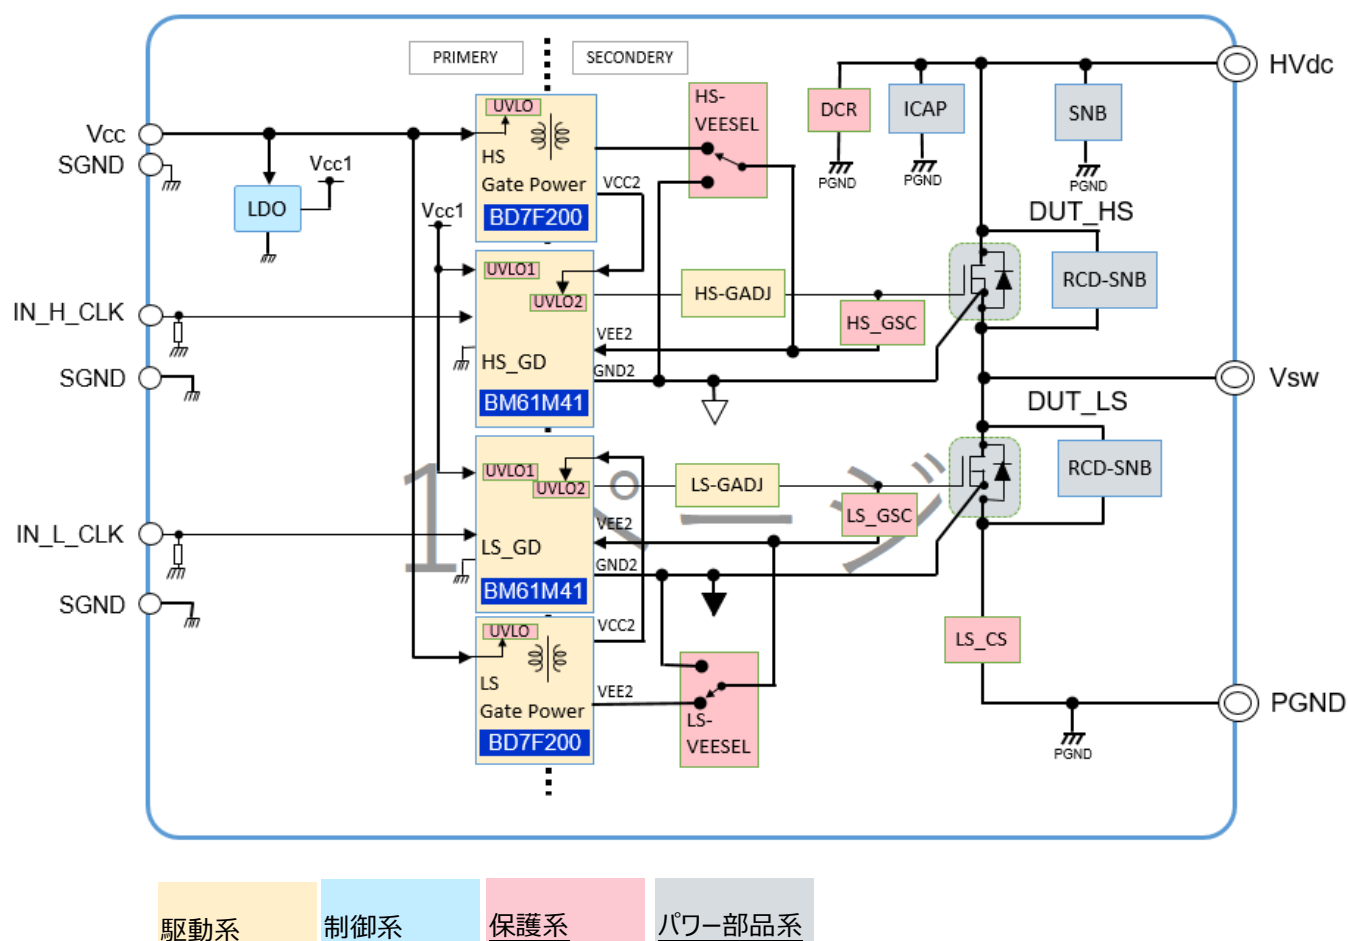 PRIMERY
SECONDERY
HVdc
UVLO
HS-
VEESEL
DCR
ICAP
SNB
Vcc
SGND
Vcc1
HS
Gate Power
VCC2
PGND
PGND
PGND
LDO
BD7F200
Vcc1
DUT_HS
UVLO1
UVLO2
HS-GADJ
RCD-SNB
IN_H_CLK
HS_GSC
VEE2
HS_GD
GND2
SGND
Vsw
BM61M41
DUT_LS
1 ページ
UVLO1
UVLO2
LS-GADJ
RCD-SNB
LS_GSC
VEE2
IN_L_CLK
LS_GD
GND2
BM61M41
SGND
UVLO
VCC2
LS_CS
LS
Gate Power
VEE2
LS-
VEESEL
BD7F200
PGND
PGND
駆動系
制御系
保護系
パワー部品系